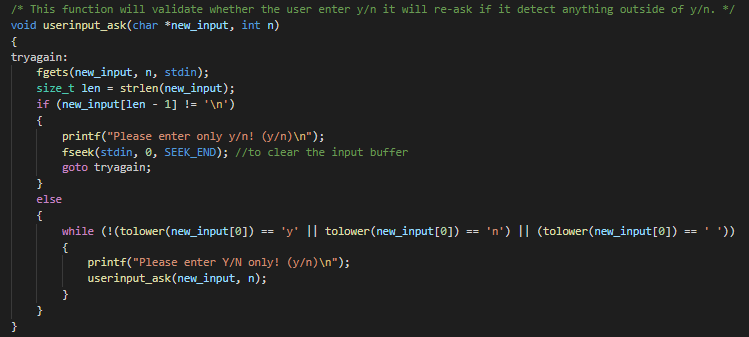 /* This function will validate whether the user enter y/n it will re-ask if it detect anything outside of y/n. */
void userinput_ask(char *new_input, int n)
{
tryagain:
    fgets(new_input, n, stdin);
    size_t len = strlen(new_input);
    if (new_input[len - 1] != '\n')
    {
        printf("Please enter only y/n! (y/n)\n");
        fseek(stdin, 0, SEEK_END); //to clear the input buffer
        goto tryagain;
    }
    else
    {
        while (!(tolower(new_input[0]) == 'y' || tolower(new_input[0]) == 'n') || (tolower(new_input[0]) == ' '))
        {
            printf("Please enter Y/N only! (y/n)\n");
            userinput_ask(new_input, n);
        }
    }
}